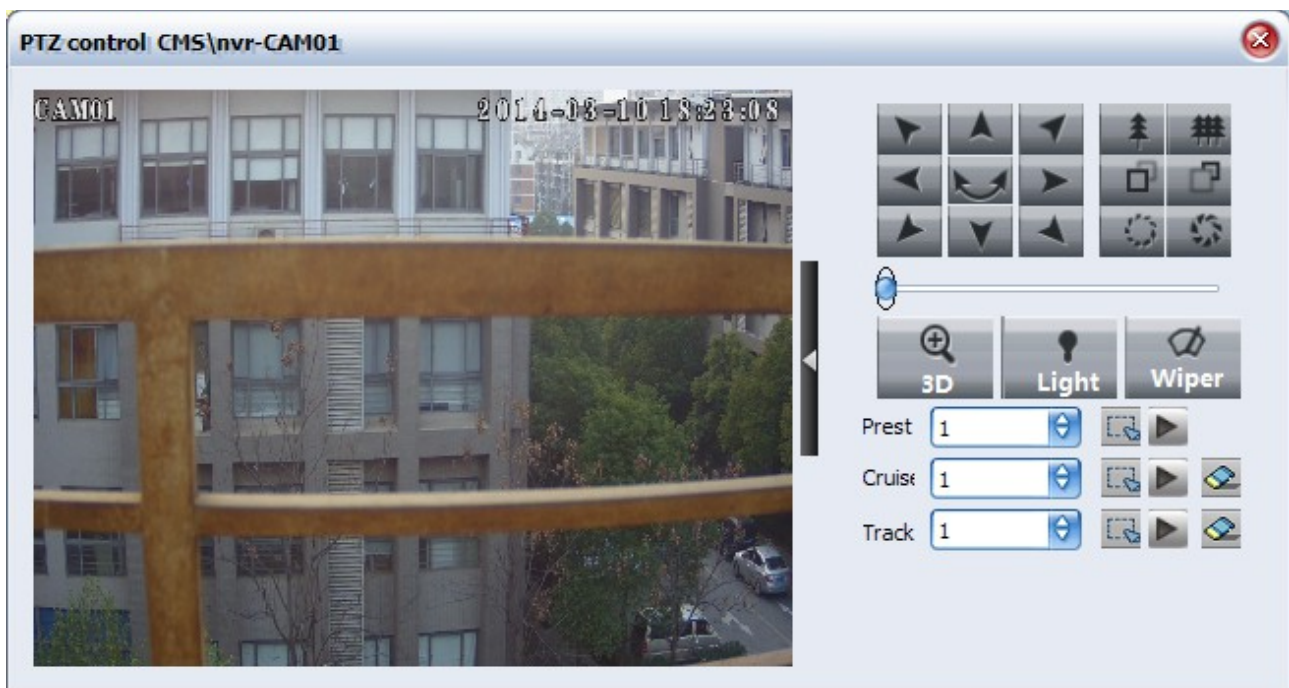 PTZ control CMS\nvr-CAM01
CAM01
2014-03-10 18:23:08
3D
Light
Wiper
Prest 1
Cruise 1
Track 1